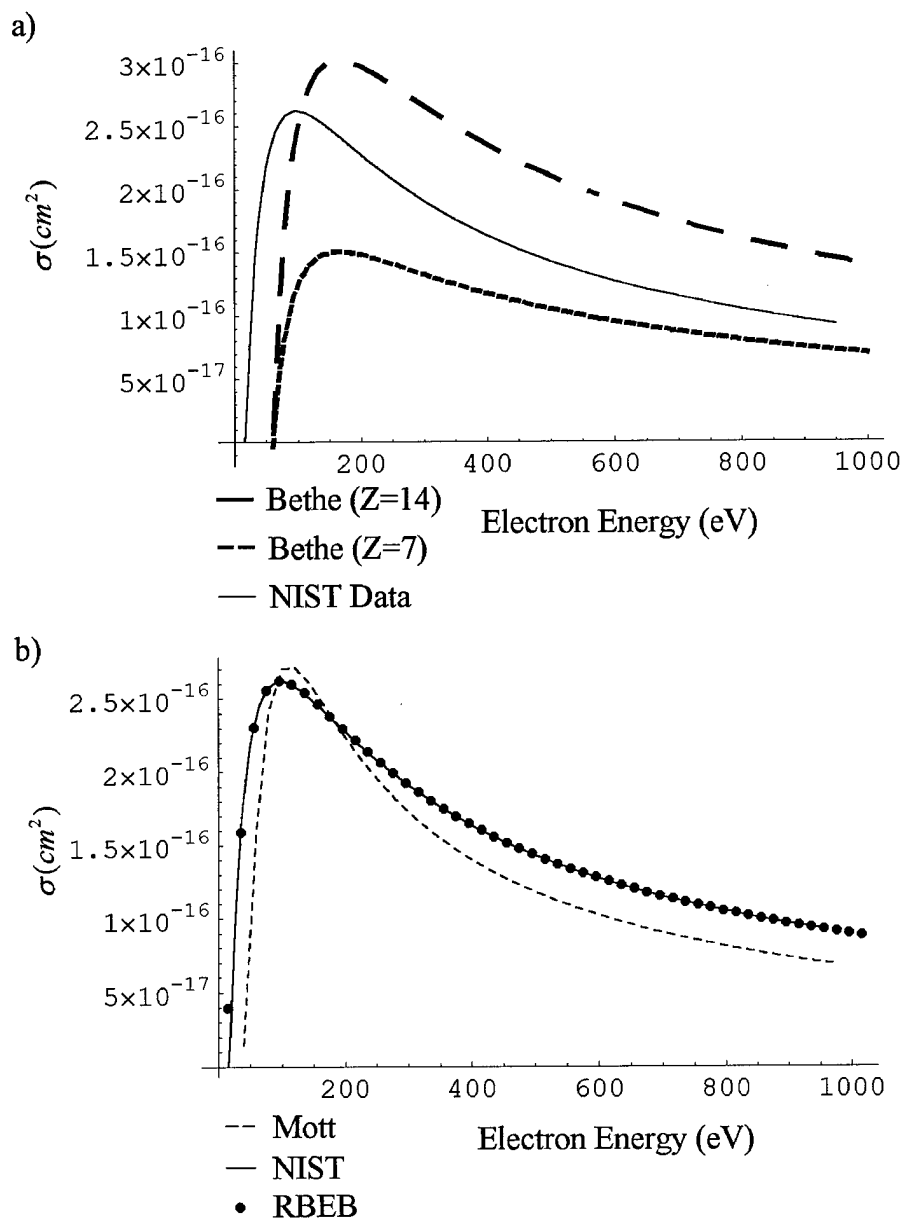 a)
3×10⁻¹⁶
2.5×10⁻¹⁶
2×10⁻¹⁶
1.5×10⁻¹⁶
1×10⁻¹⁶
5×10⁻¹⁷
σ(cm²)
200 400 600 800 1000
Electron Energy (eV)
Bethe (Z=14)
Bethe (Z=7)
NIST Data
b)
2.5×10⁻¹⁶
2×10⁻¹⁶
1.5×10⁻¹⁶
1×10⁻¹⁶
5×10⁻¹⁷
σ(cm²)
200 400 600 800 1000
Electron Energy (eV)
Mott
NIST
RBEB